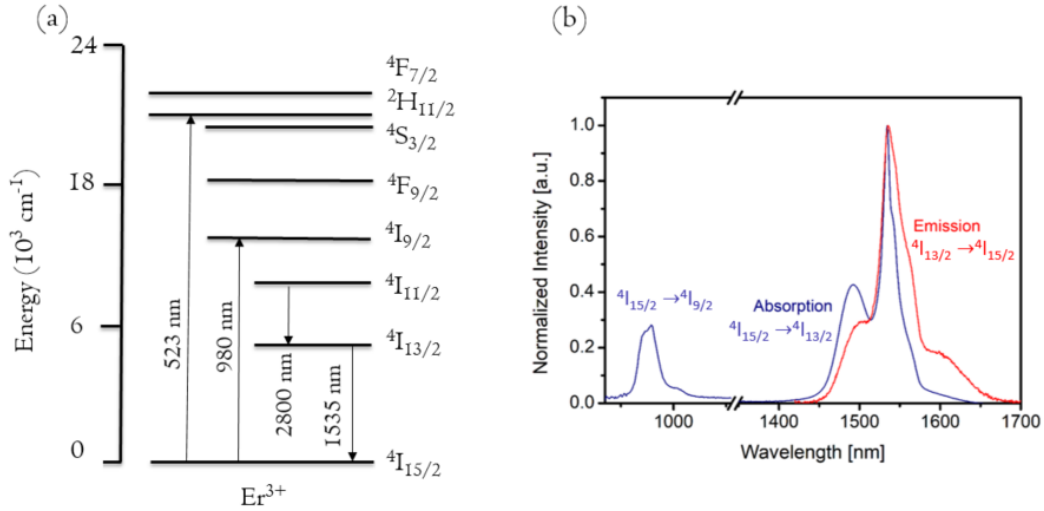 (a)
24
18
6
0
Energy (10³ cm⁻¹)
⁴F₇/₂
²H₁₁/₂
⁴S₃/₂
⁴F₉/₂
⁴I₉/₂
⁴I₁₁/₂
⁴I₁₃/₂
⁴I₁₅/₂
523 nm
980 nm
2800 nm
1535 nm
Er³⁺
(b)
1.0
0.8
0.6
0.4
0.2
0.0
Normalized Intensity [a.u.]
⁴I₁₅/₂ →⁴I₉/₂
Absorption
⁴I₁₅/₂ →⁴I₁₃/₂
Emission
⁴I₁₃/₂ →⁴I₁₅/₂
1000
1400
1500
1600
1700
Wavelength [nm]